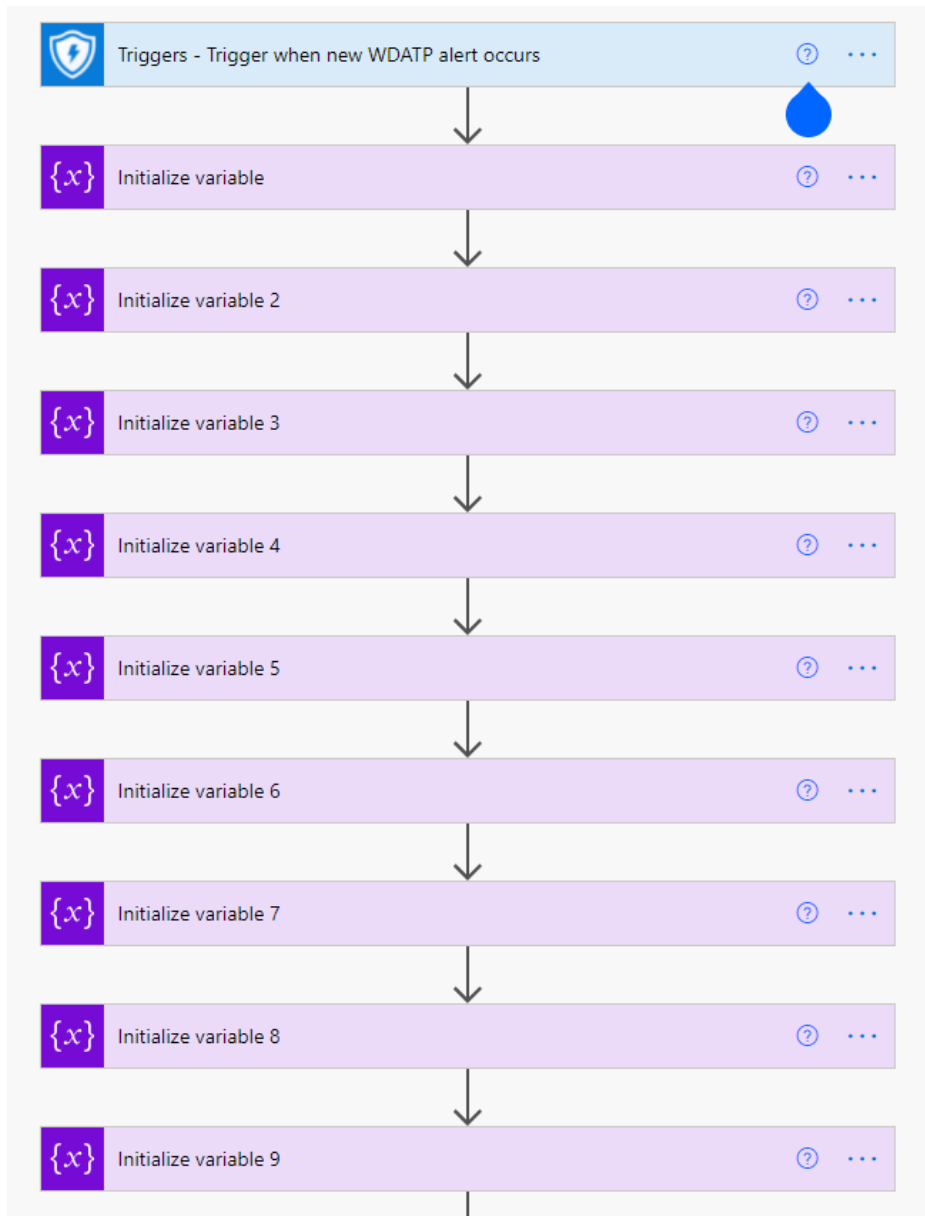 Triggers - Trigger when new WDATP alert occurs
{x} Initialize variable
{x} Initialize variable 2
{x} Initialize variable 3
{x} Initialize variable 4
{x} Initialize variable 5
{x} Initialize variable 6
{x} Initialize variable 7
{x} Initialize variable 8
{x} Initialize variable 9